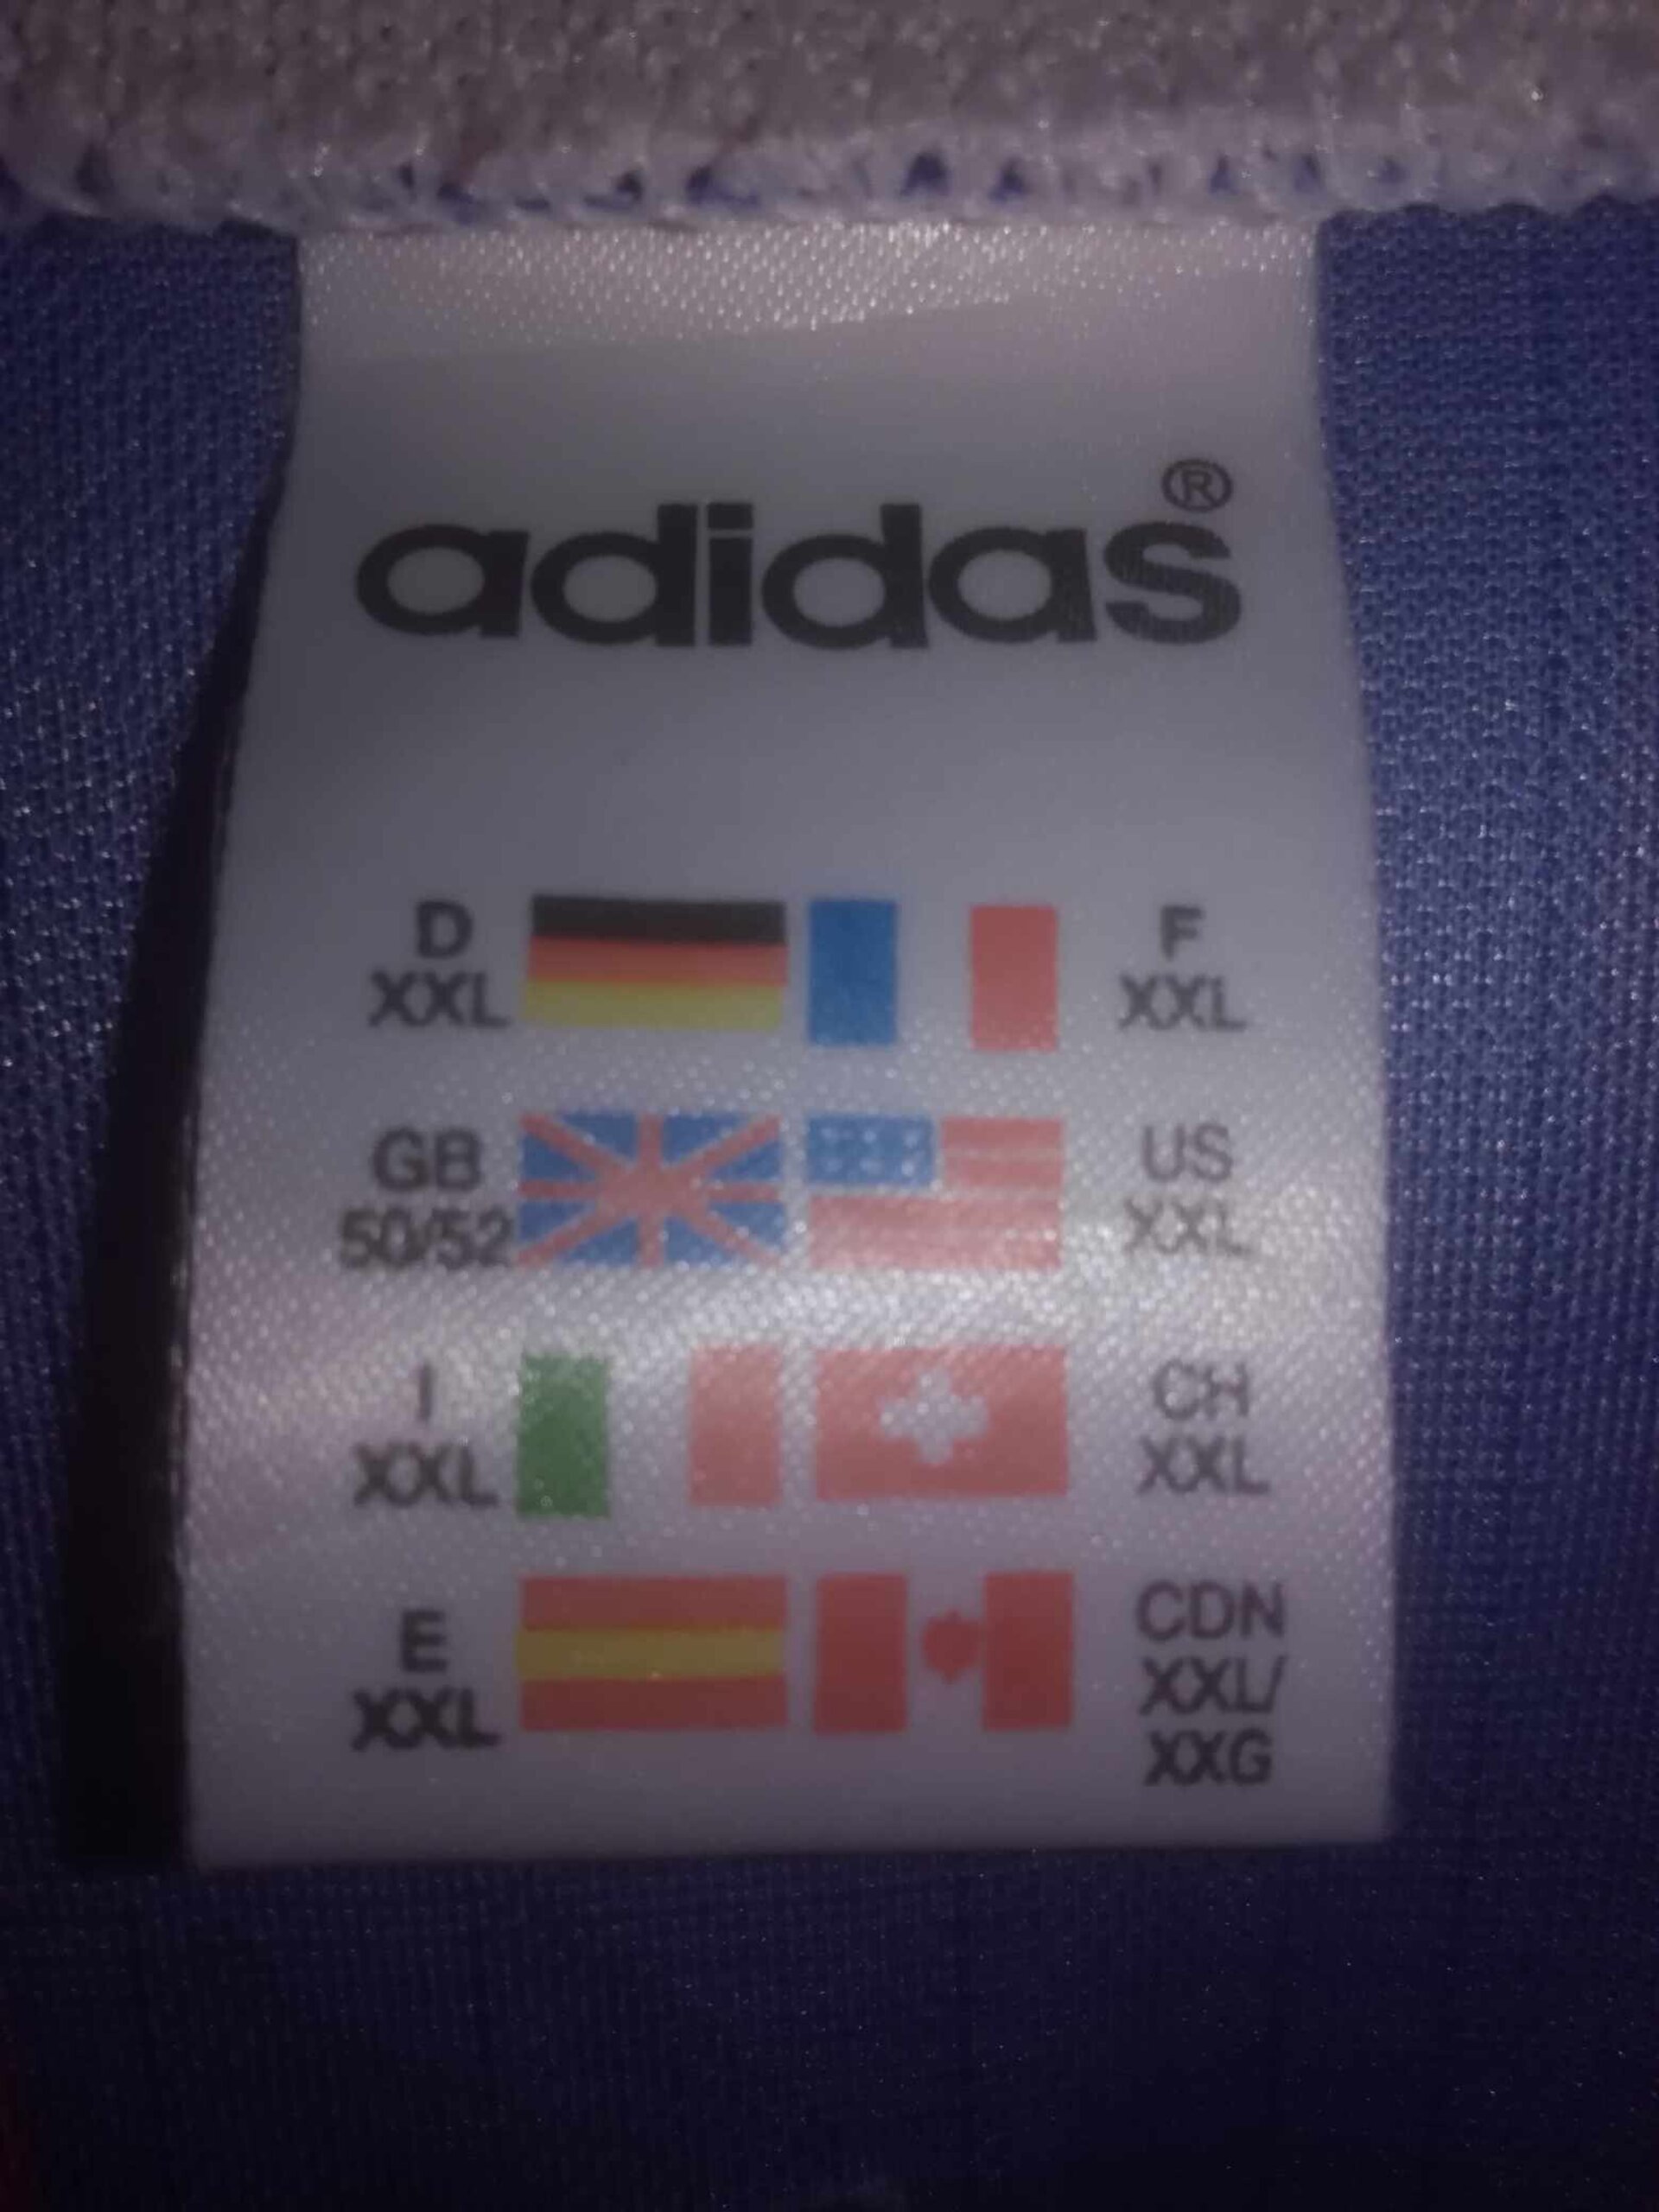 adidas®
D F
XXL XXL
GB US
50/52 XXL
I CH
XXL XXL
E CDN
XXL XXL/
XXG